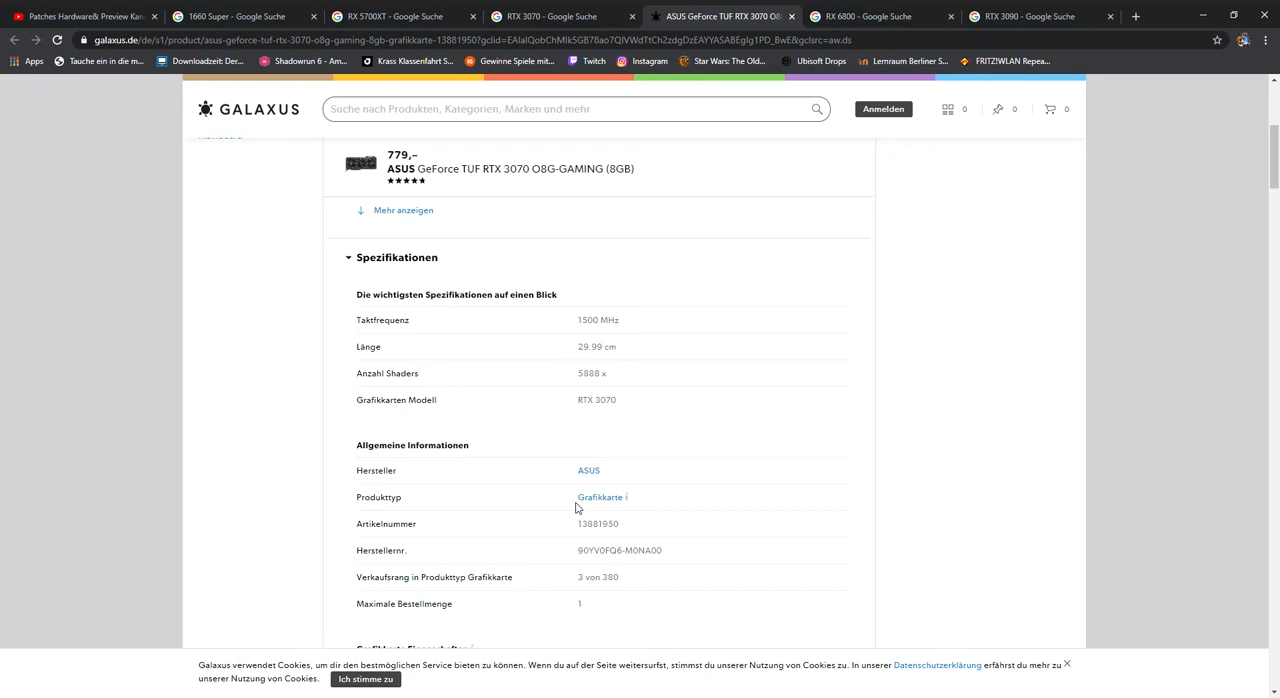 Patches Hardware& Preview Kan
1660 Super - Google Suche
RX 5700XT - Google Suche
RTX 3070 - Google Suche
ASUS GeForce TUF RTX 3070 O8
RX 6800 - Google Suche
RTX 3090 - Google Suche
galaxus.de/de/s1/product/asus-geforce-tuf-rtx-3070-o8g-gaming-8gb-grafikkarte-13881950?gclid=EAIaIQobChMIk5GB78ao7QIVWdTtCh2zdgDzEAYYASABEgIg1PD_BwE&gclsrc=aw.ds
Apps
Tauche ein in die m...
Downloadzeit: Der...
Shadowrun 6 - Am...
Krass Klassenfahrt S...
Gewinne Spiele mit...
Twitch
Instagram
Star Wars: The Old...
Ubisoft Drops
Lernraum Berliner S...
FRITZ!WLAN Repea...
GALAXUS
Suche nach Produkten, Kategorien, Marken und mehr
Anmelden
0
0
0
779,–
ASUS GeForce TUF RTX 3070 O8G-GAMING (8GB)
Mehr anzeigen
Spezifikationen
Die wichtigsten Spezifikationen auf einen Blick
Taktfrequenz 1500 MHz
Länge 29.99 cm
Anzahl Shaders 5888 x
Grafikkarten Modell RTX 3070
Allgemeine Informationen
Hersteller ASUS
Produkttyp Grafikkarte i
Artikelnummer 13881950
Herstellernr. 90YV0FQ6-M0NA00
Verkaufsrang in Produkttyp Grafikkarte 3 von 380
Maximale Bestellmenge 1
Galaxus verwendet Cookies, um dir den bestmöglichen Service bieten zu können. Wenn du auf der Seite weitersurfst, stimmst du unserer Nutzung von Cookies zu. In unserer Datenschutzerklärung erfährst du mehr zu
unserer Nutzung von Cookies. Ich stimme zu